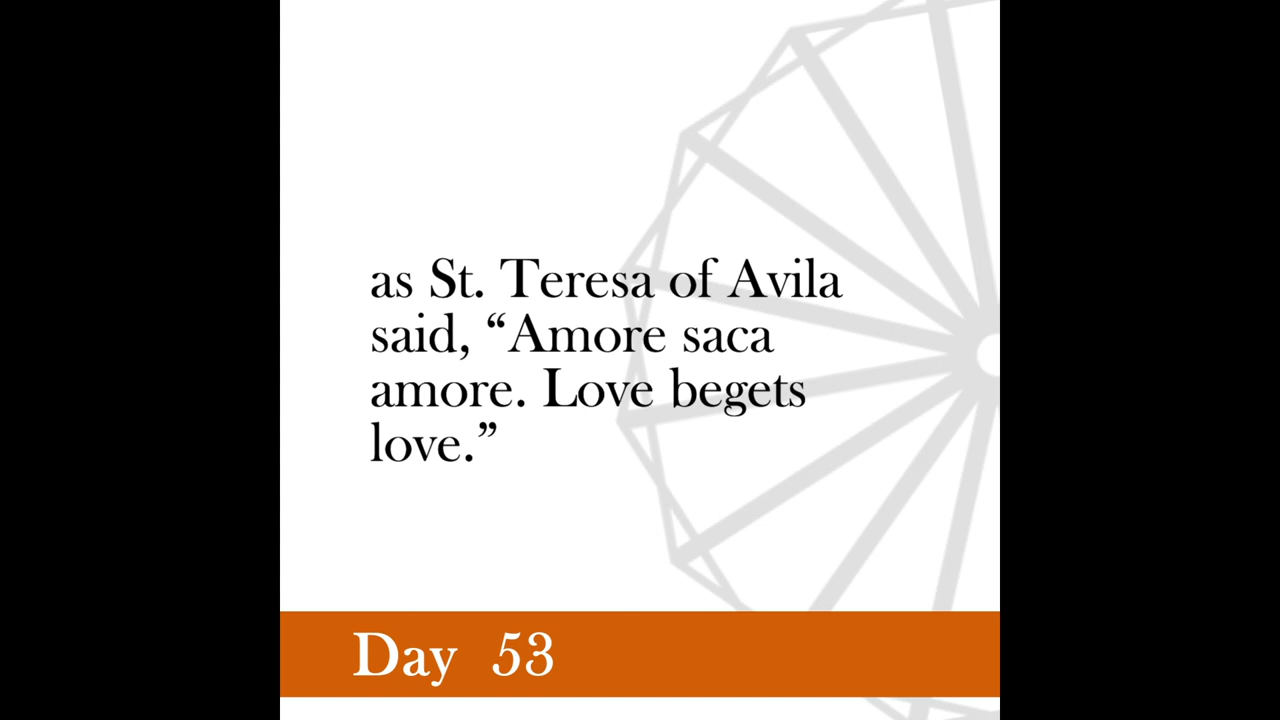 as St. Teresa of Avila
said, “Amore saca
amore. Love begets
love.”
Day 53